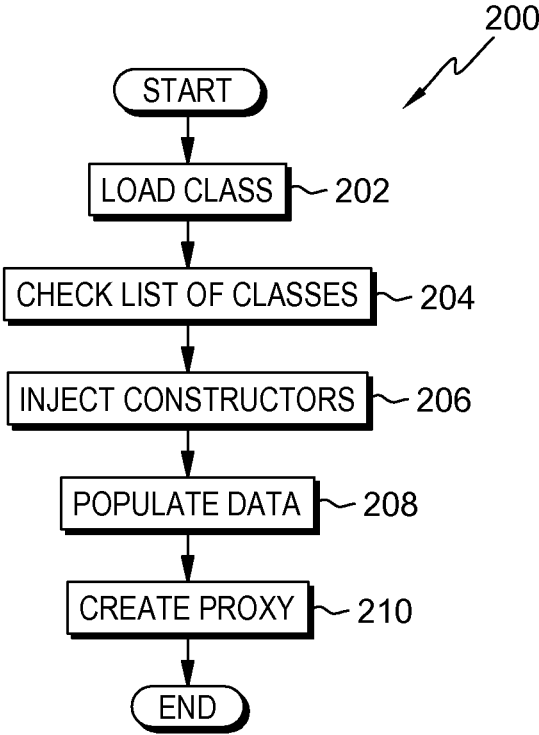 200
START
LOAD CLASS 202
CHECK LIST OF CLASSES 204
INJECT CONSTRUCTORS 206
POPULATE DATA 208
CREATE PROXY 210
END